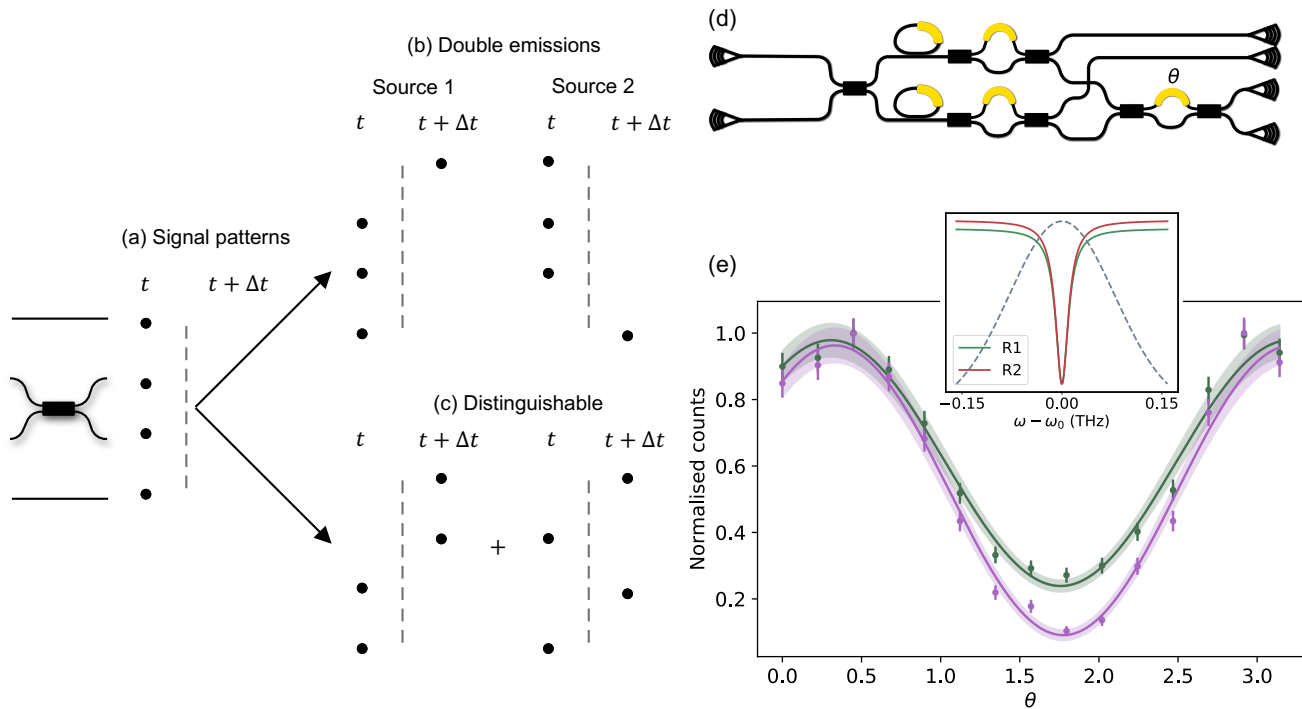 (a) Signal patterns
t t + Δt
(b) Double emissions
Source 1 Source 2
t t + Δt t t + Δt
(c) Distinguishable
t t + Δt t t + Δt
+
(d)
θ
(e)
Normalised counts
1.0
0.8
0.6
0.4
0.2
0.0 0.5 1.0 1.5 2.0 2.5 3.0
θ
R1
R2
−0.15 0.00 0.15
ω − ω₀ (THz)